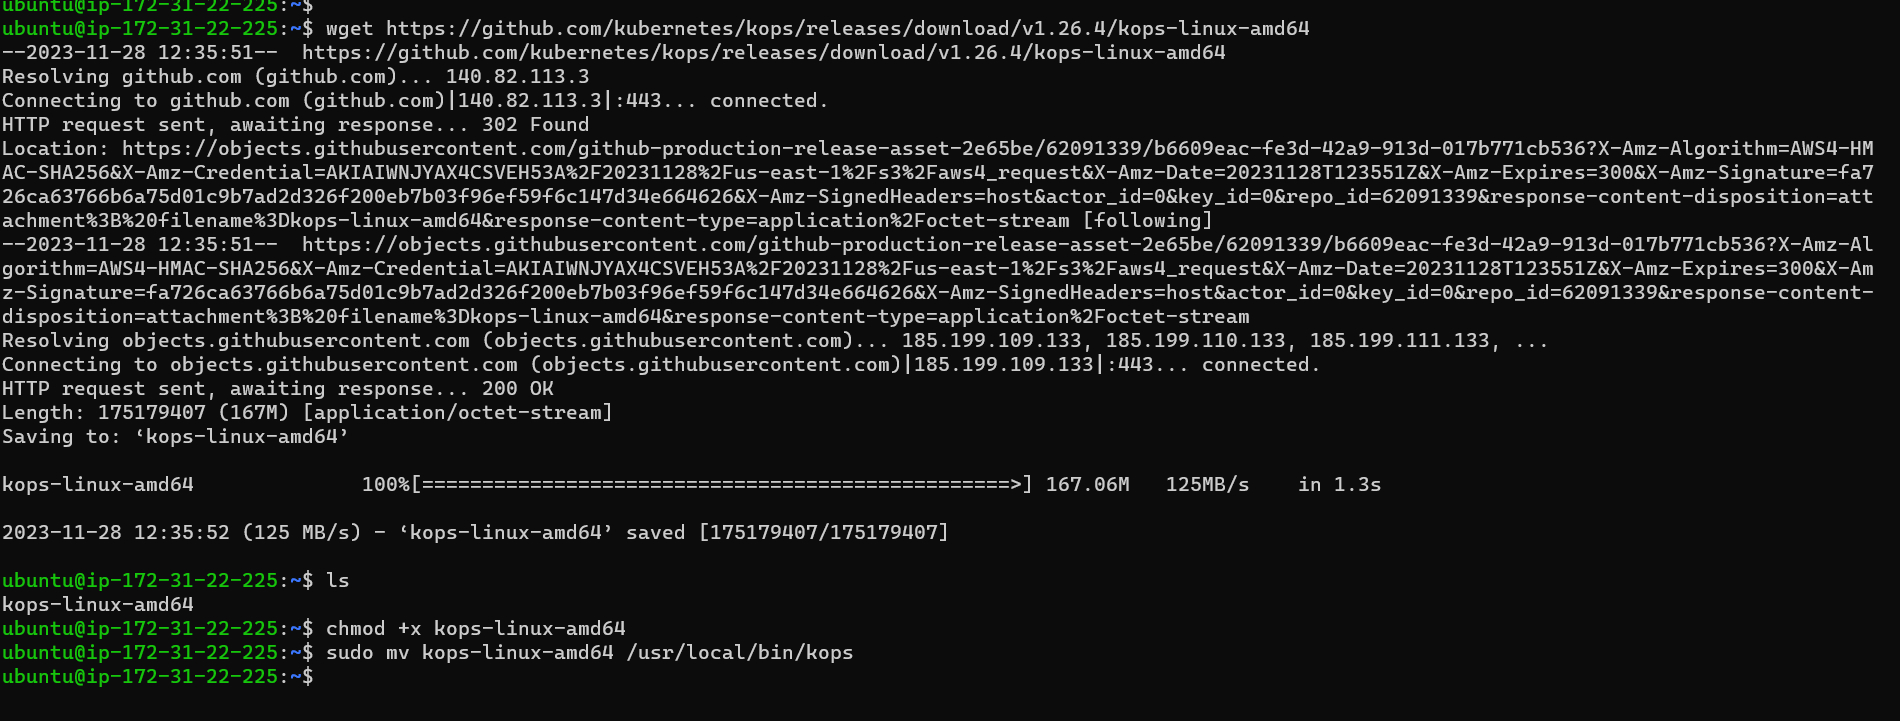 ubuntu@ip-172-31-22-225:~$
ubuntu@ip-172-31-22-225:~$ wget https://github.com/kubernetes/kops/releases/download/v1.26.4/kops-linux-amd64
--2023-11-28 12:35:51--  https://github.com/kubernetes/kops/releases/download/v1.26.4/kops-linux-amd64
Resolving github.com (github.com)... 140.82.113.3
Connecting to github.com (github.com)|140.82.113.3|:443... connected.
HTTP request sent, awaiting response... 302 Found
Location: https://objects.githubusercontent.com/github-production-release-asset-2e65be/62091339/b6609eac-fe3d-42a9-913d-017b771cb536?X-Amz-Algorithm=AWS4-HM
AC-SHA256&X-Amz-Credential=AKIAIWNJYAX4CSVEH53A%2F20231128%2Fus-east-1%2Fs3%2Faws4_request&X-Amz-Date=20231128T123551Z&X-Amz-Expires=300&X-Amz-Signature=fa7
26ca63766b6a75d01c9b7ad2d326f200eb7b03f96ef59f6c147d34e664626&X-Amz-SignedHeaders=host&actor_id=0&key_id=0&repo_id=62091339&response-content-disposition=att
achment%3B%20filename%3Dkops-linux-amd64&response-content-type=application%2Foctet-stream [following]
--2023-11-28 12:35:51--  https://objects.githubusercontent.com/github-production-release-asset-2e65be/62091339/b6609eac-fe3d-42a9-913d-017b771cb536?X-Amz-Al
gorithm=AWS4-HMAC-SHA256&X-Amz-Credential=AKIAIWNJYAX4CSVEH53A%2F20231128%2Fus-east-1%2Fs3%2Faws4_request&X-Amz-Date=20231128T123551Z&X-Amz-Expires=300&X-Am
z-Signature=fa726ca63766b6a75d01c9b7ad2d326f200eb7b03f96ef59f6c147d34e664626&X-Amz-SignedHeaders=host&actor_id=0&key_id=0&repo_id=62091339&response-content-
disposition=attachment%3B%20filename%3Dkops-linux-amd64&response-content-type=application%2Foctet-stream
Resolving objects.githubusercontent.com (objects.githubusercontent.com)... 185.199.109.133, 185.199.110.133, 185.199.111.133, ...
Connecting to objects.githubusercontent.com (objects.githubusercontent.com)|185.199.109.133|:443... connected.
HTTP request sent, awaiting response... 200 OK
Length: 175179407 (167M) [application/octet-stream]
Saving to: ‘kops-linux-amd64’
kops-linux-amd64              100%[=================================================>] 167.06M   125MB/s    in 1.3s
2023-11-28 12:35:52 (125 MB/s) - ‘kops-linux-amd64’ saved [175179407/175179407]
ubuntu@ip-172-31-22-225:~$ ls
kops-linux-amd64
ubuntu@ip-172-31-22-225:~$ chmod +x kops-linux-amd64
ubuntu@ip-172-31-22-225:~$ sudo mv kops-linux-amd64 /usr/local/bin/kops
ubuntu@ip-172-31-22-225:~$